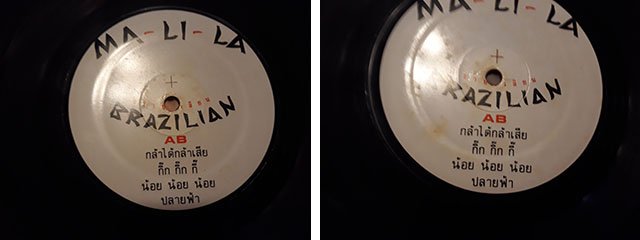 MA-LI-LA
BRAZILIAN
AB
กล้าได้กล้าเสีย
กิ๊ก กิ๊ก กี๊
น้อย น้อย น้อย
ปลายฟ้า
MA-LI-LA
RAZILIAN
AB
กล้าได้กล้าเสีย
กิ๊ก กิ๊ก กี๊
น้อย น้อย น้อย
ปลายฟ้า